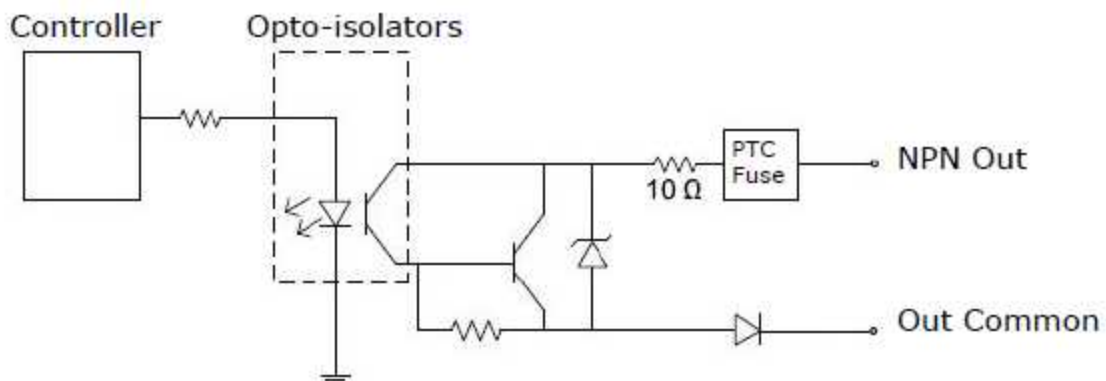 Controller
Opto-isolators
PTC
Fuse
NPN Out
10 Ω
Out Common